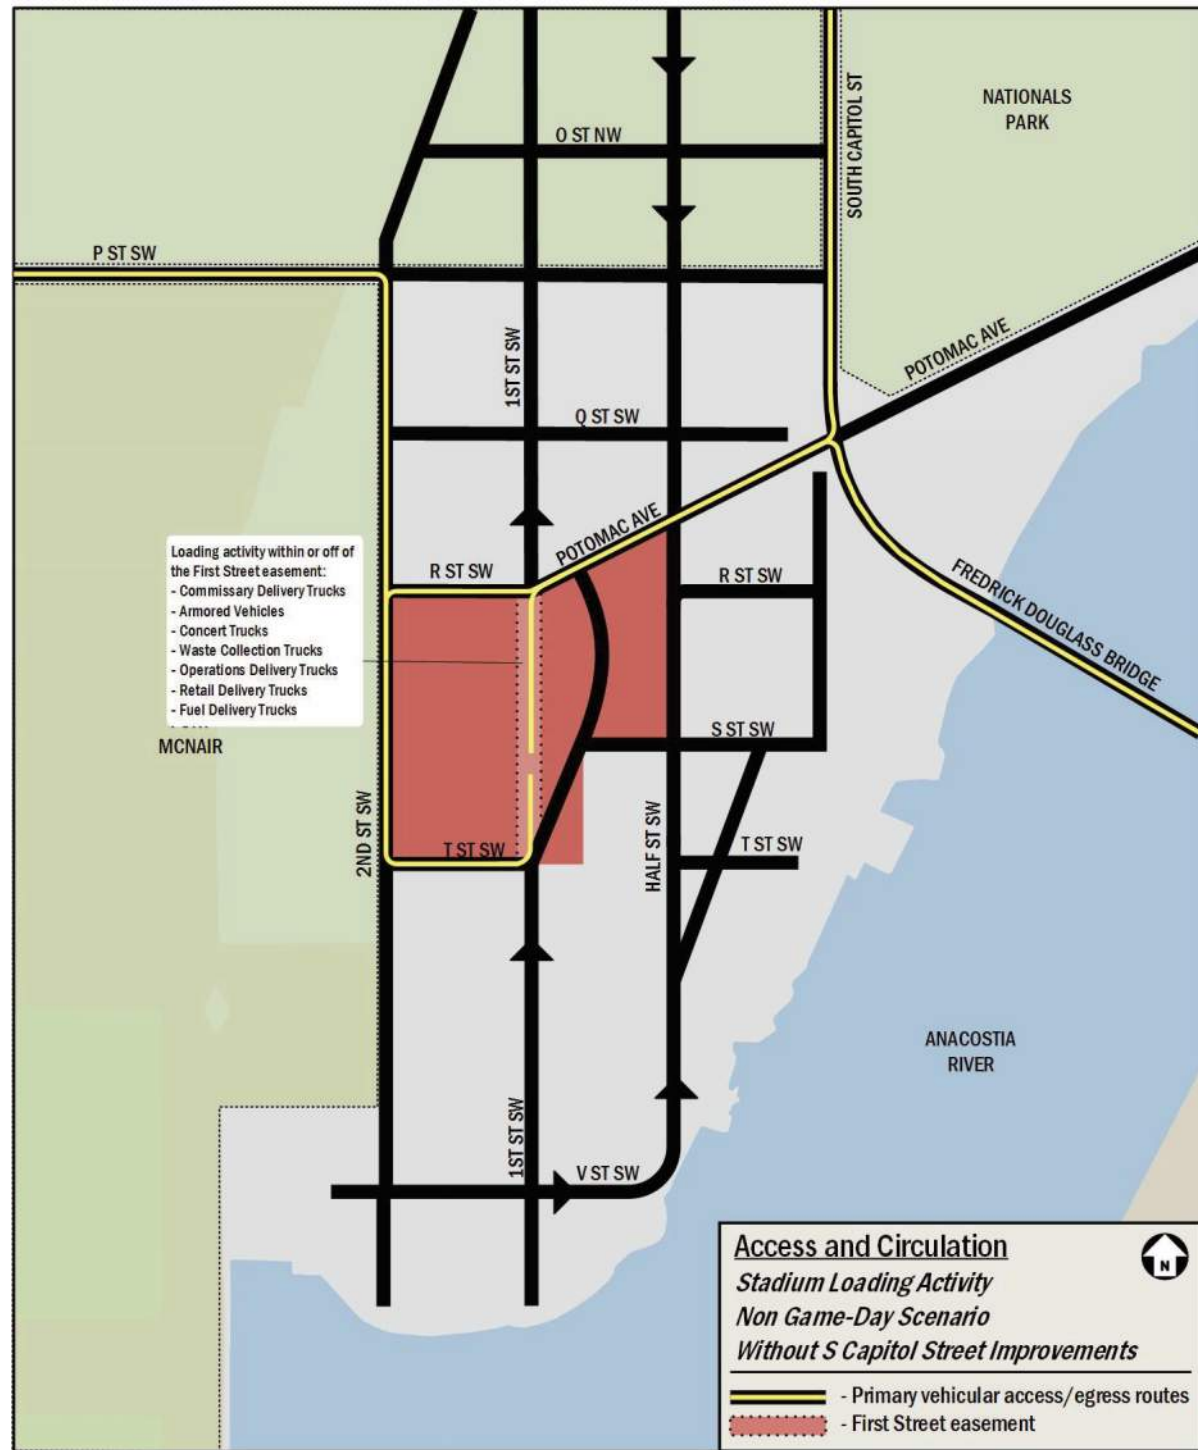 NATIONALS
PARK
SOUTH CAPITOL ST
O ST NW
P ST SW
1ST ST SW
POTOMAC AVE
Q ST SW
POTOMAC AVE
Loading activity within or off of
the First Street easement:
- Commissary Delivery Trucks
- Armored Vehicles
- Concert Trucks
- Waste Collection Trucks
- Operations Delivery Trucks
- Retail Delivery Trucks
- Fuel Delivery Trucks
R ST SW
R ST SW
FREDRICK DOUGLASS BRIDGE
MCNAIR
S ST SW
2ND ST SW
T ST SW
HALF ST SW
T ST SW
ANACOSTIA
RIVER
1ST ST SW
V ST SW
Access and Circulation
N
Stadium Loading Activity
Non Game-Day Scenario
Without S Capitol Street Improvements
- Primary vehicular access/egress routes
- First Street easement